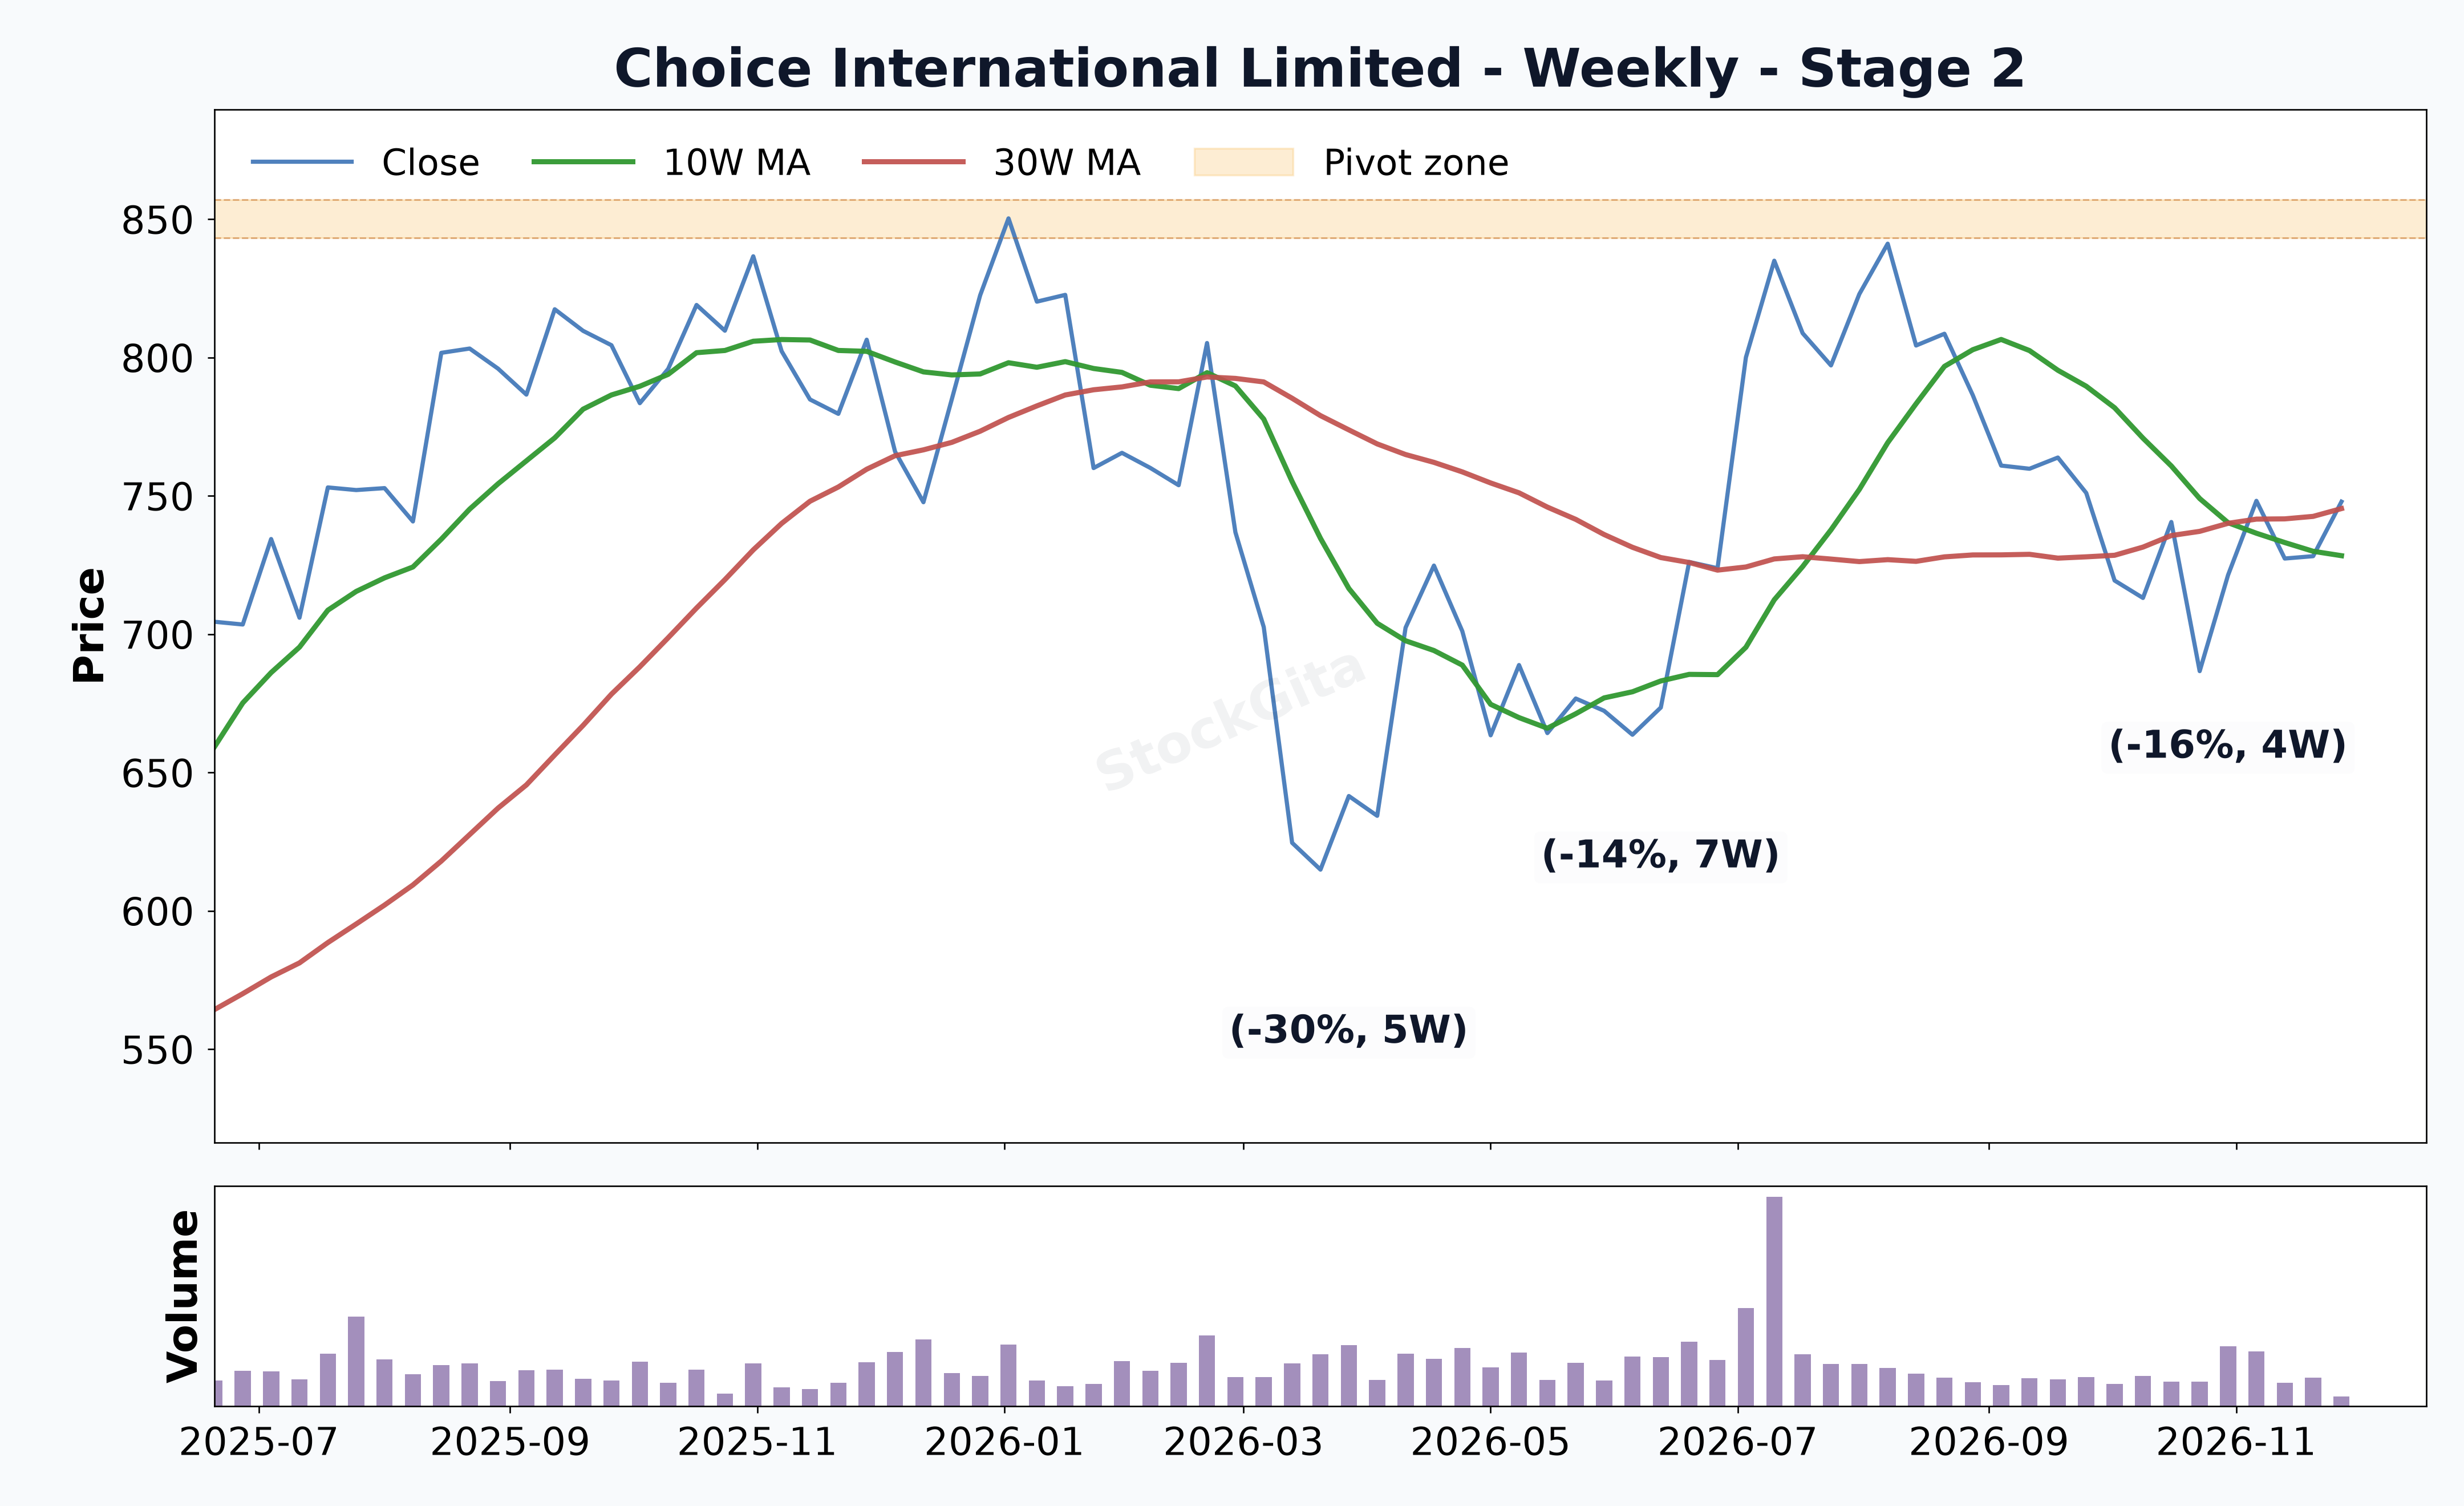 Choice International Limited - Weekly - Stage 2
Close 10W MA 30W MA Pivot zone
850
800
750
700
650
600
550
Price
StockGita
(-16%, 4W)
(-14%, 7W)
(-30%, 5W)
Volume
2025-07 2025-09 2025-11 2026-01 2026-03 2026-05 2026-07 2026-09 2026-11